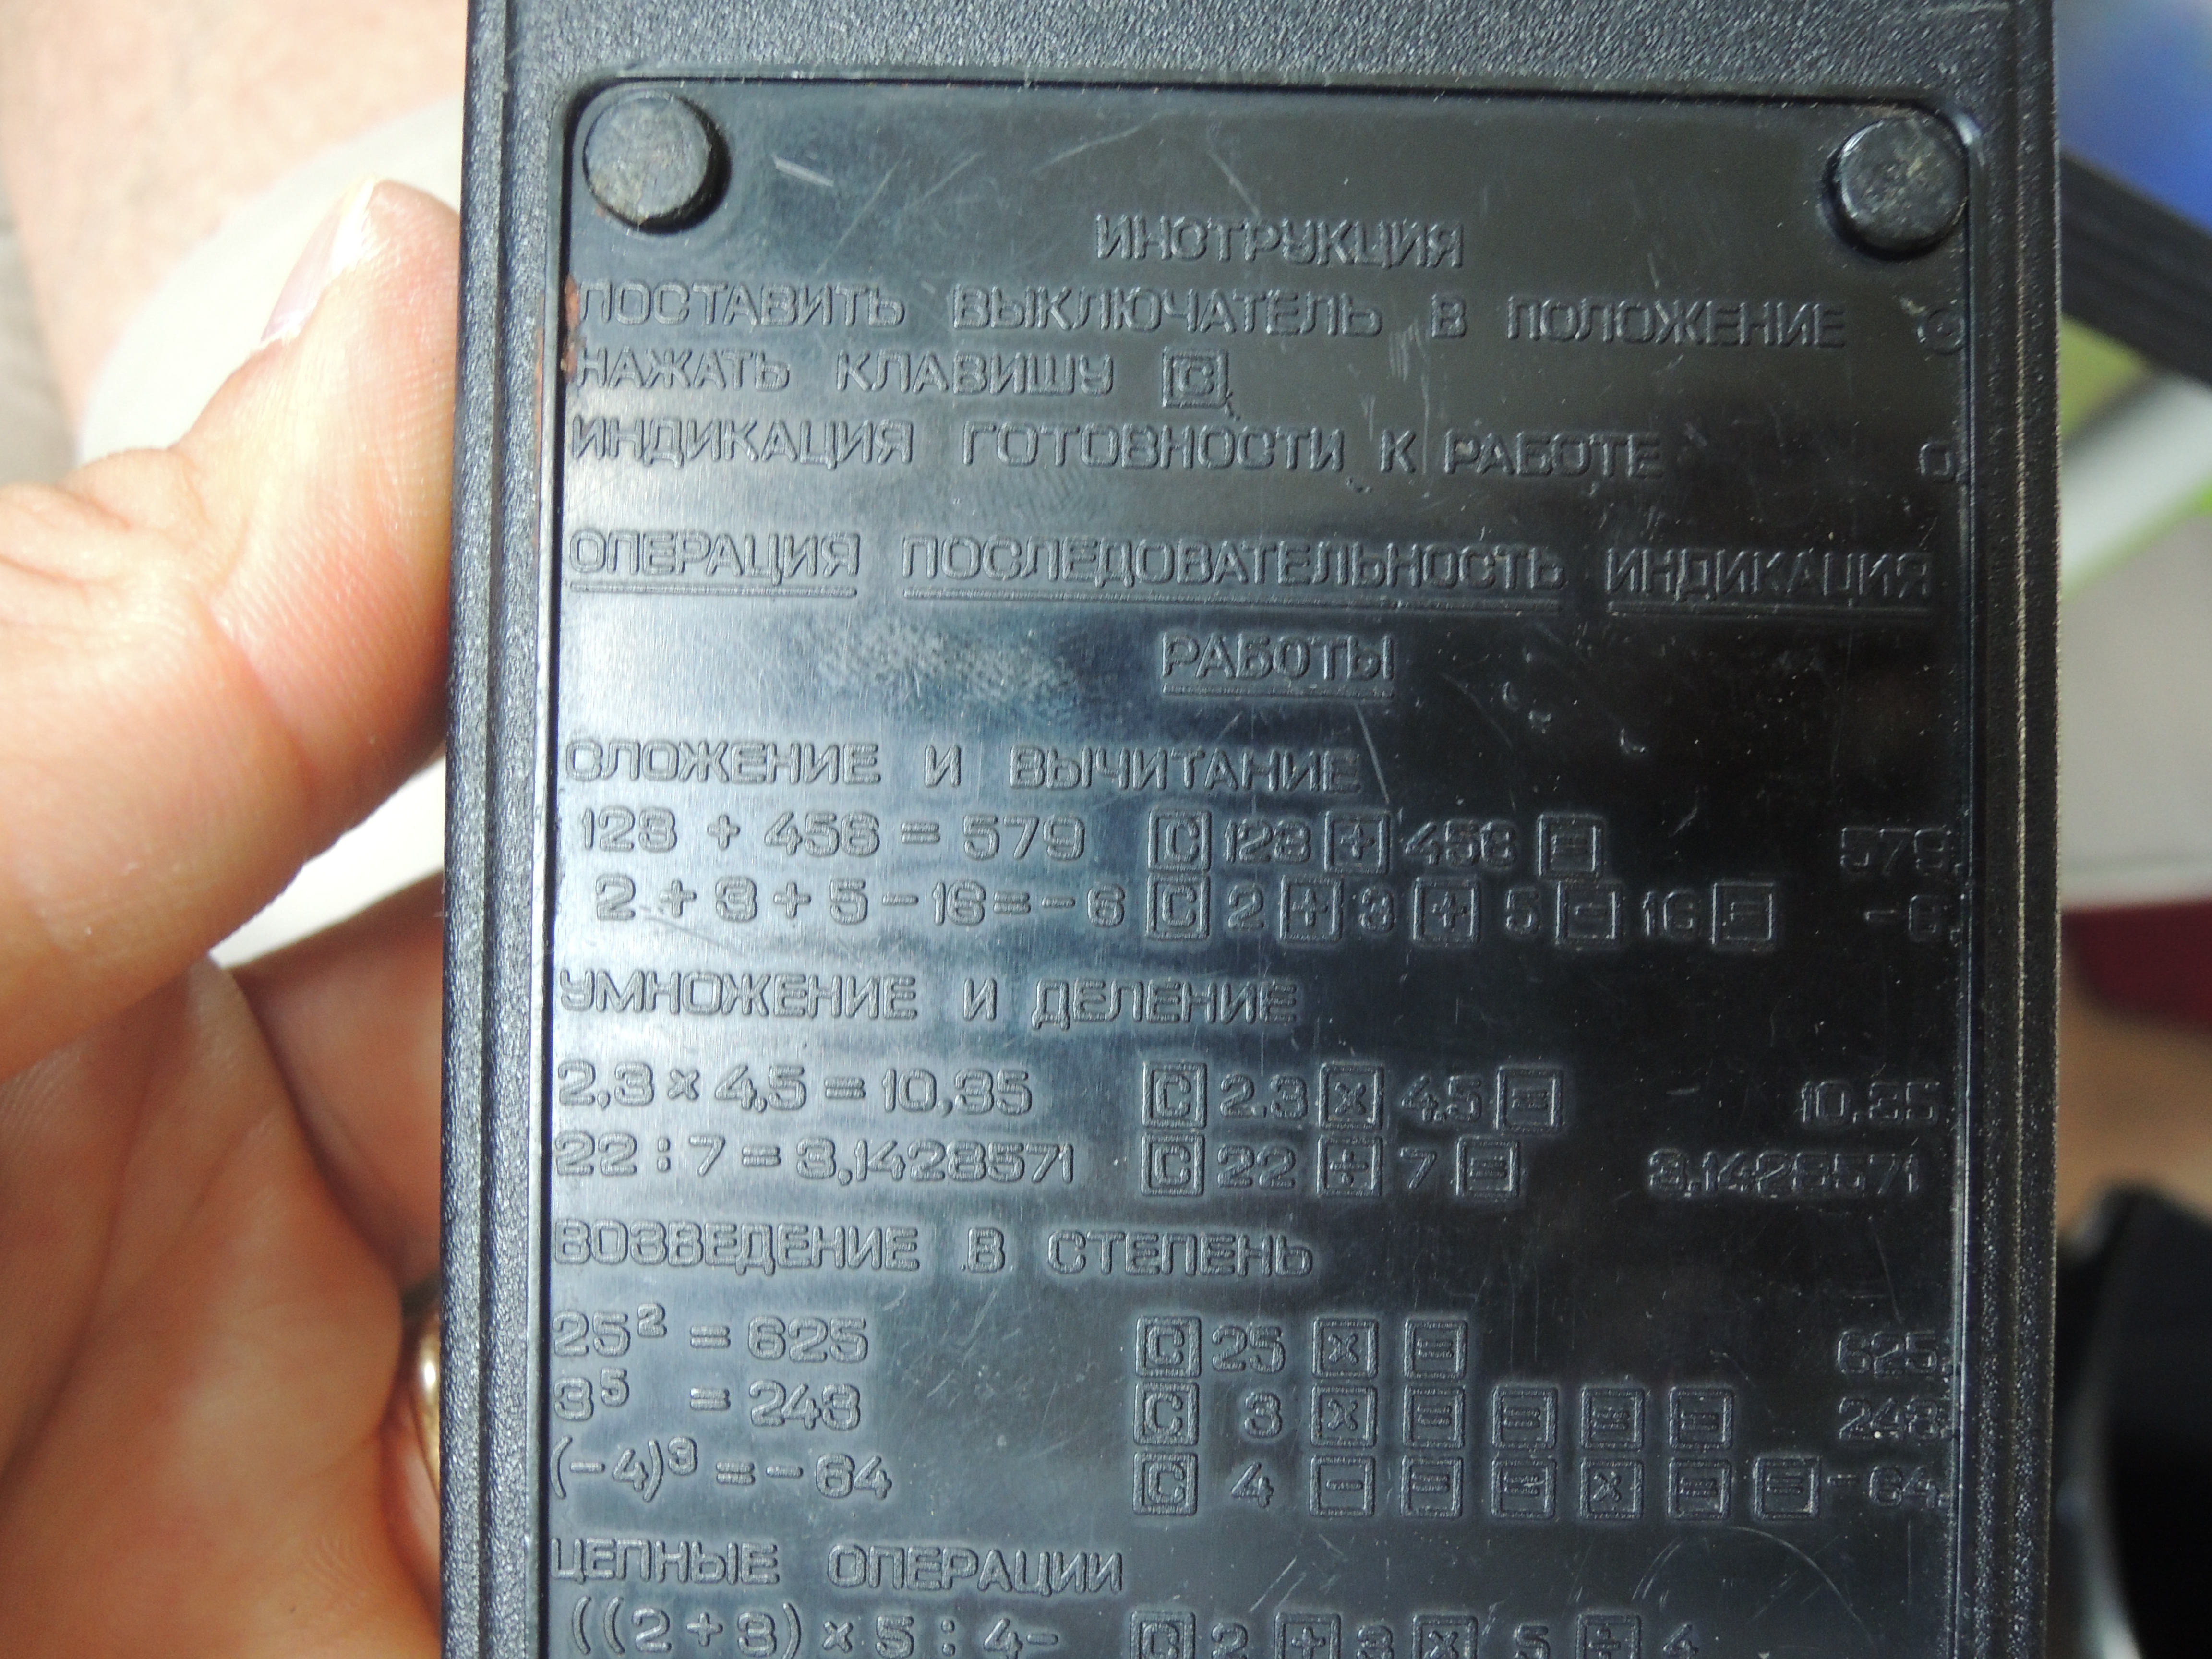 ИНСТРУКЦИЯ
ПОСТАВИТЬ ВЫКЛЮЧАТЕЛЬ В ПОЛОЖЕНИЕ
НАЖАТЬ КЛАВИШУ C
ИНДИКАЦИЯ ГОТОВНОСТИ К РАБОТЕ 0.
ОПЕРАЦИЯ ПОСЛЕДОВАТЕЛЬНОСТЬ ИНДИКАЦИЯ
РАБОТЫ
СЛОЖЕНИЕ И ВЫЧИТАНИЕ
123 + 456 = 579 C 123 + 456 = 579.
2 + 3 + 5 - 16 = - 6 C 2 + 3 + 5 - 16 = - 6.
УМНОЖЕНИЕ И ДЕЛЕНИЕ
2,3 × 4,5 = 10,35 C 2.3 × 4.5 = 10.35
22 : 7 = 3,1428571 C 22 ÷ 7 = 3.1428571
ВОЗВЕДЕНИЕ В СТЕПЕНЬ
25² = 625 C 25 × = 625.
3⁵ = 243 C 3 × = = = = 243.
(-4)³ = - 64 C 4 - = = × = = - 64.
ЦЕПНЫЕ ОПЕРАЦИИ
((2 + 3) × 5 : 4 - C 2 + 3 × 5 ÷ 4